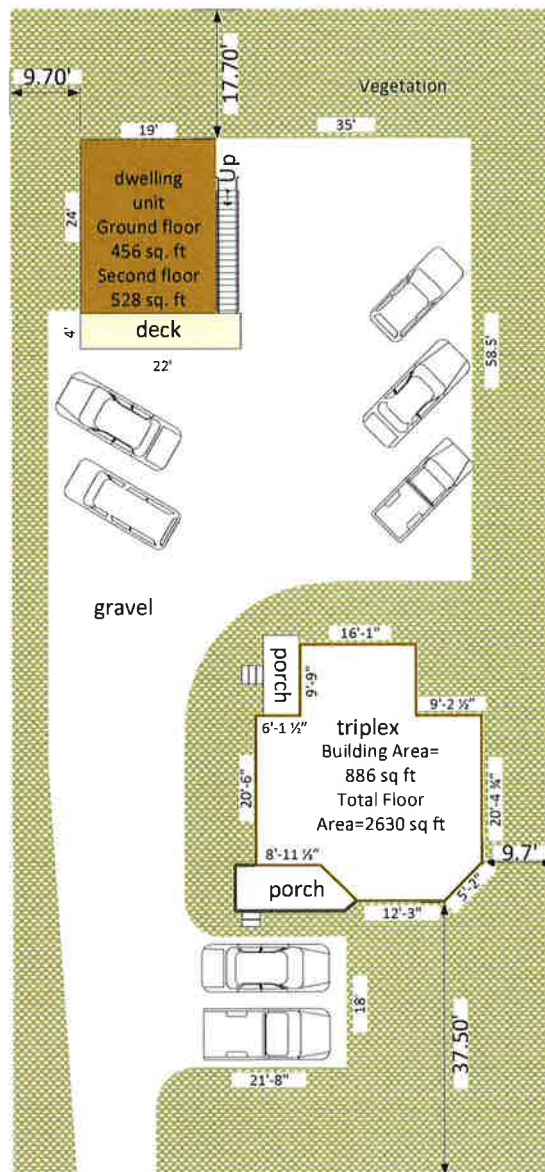 9.70'
17.70'
Vegetation
19'
35'
Up
dwelling
unit
Ground floor
456 sq. ft
Second floor
528 sq. ft
24'
deck
4'
22'
58.5'
gravel
16'-1"
porch
9'-9"
9'-2 ½"
6'-1 ½"
triplex
Building Area=
886 sq ft
Total Floor
Area=2630 sq ft
20'-6"
20'-4 ¾"
8'-11 ½"
9.7'
porch
5'-2"
12'-3"
18'
37.50'
21'-8"